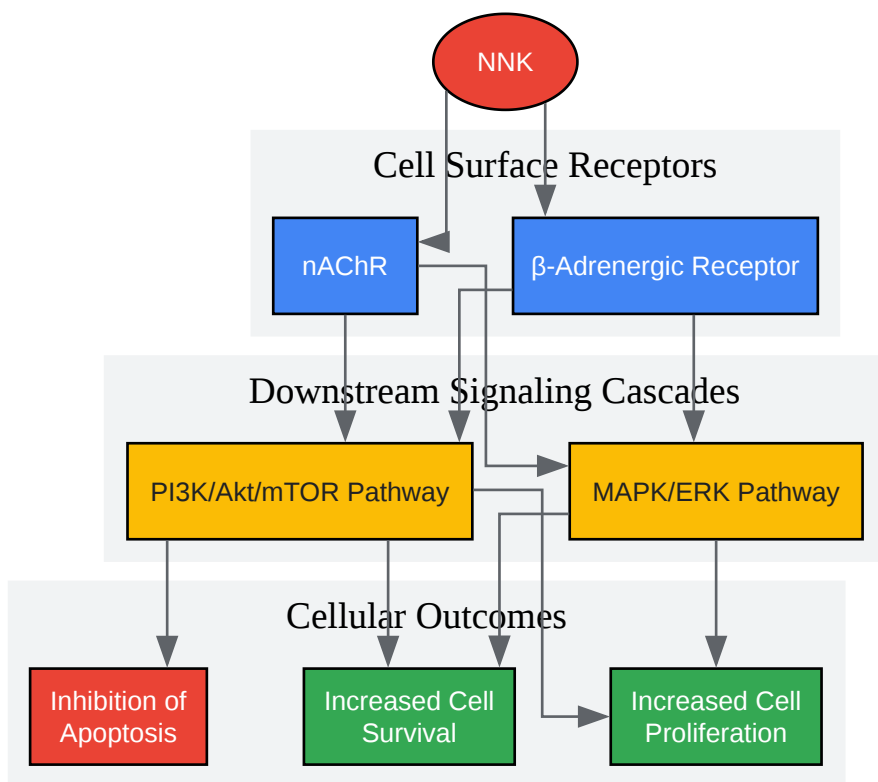 NNK
Cell Surface Receptors
nAChR
β-Adrenergic Receptor
Downstream Signaling Cascades
PI3K/Akt/mTOR Pathway
MAPK/ERK Pathway
Cellular Outcomes
Inhibition of
Apoptosis
Increased Cell
Survival
Increased Cell
Proliferation